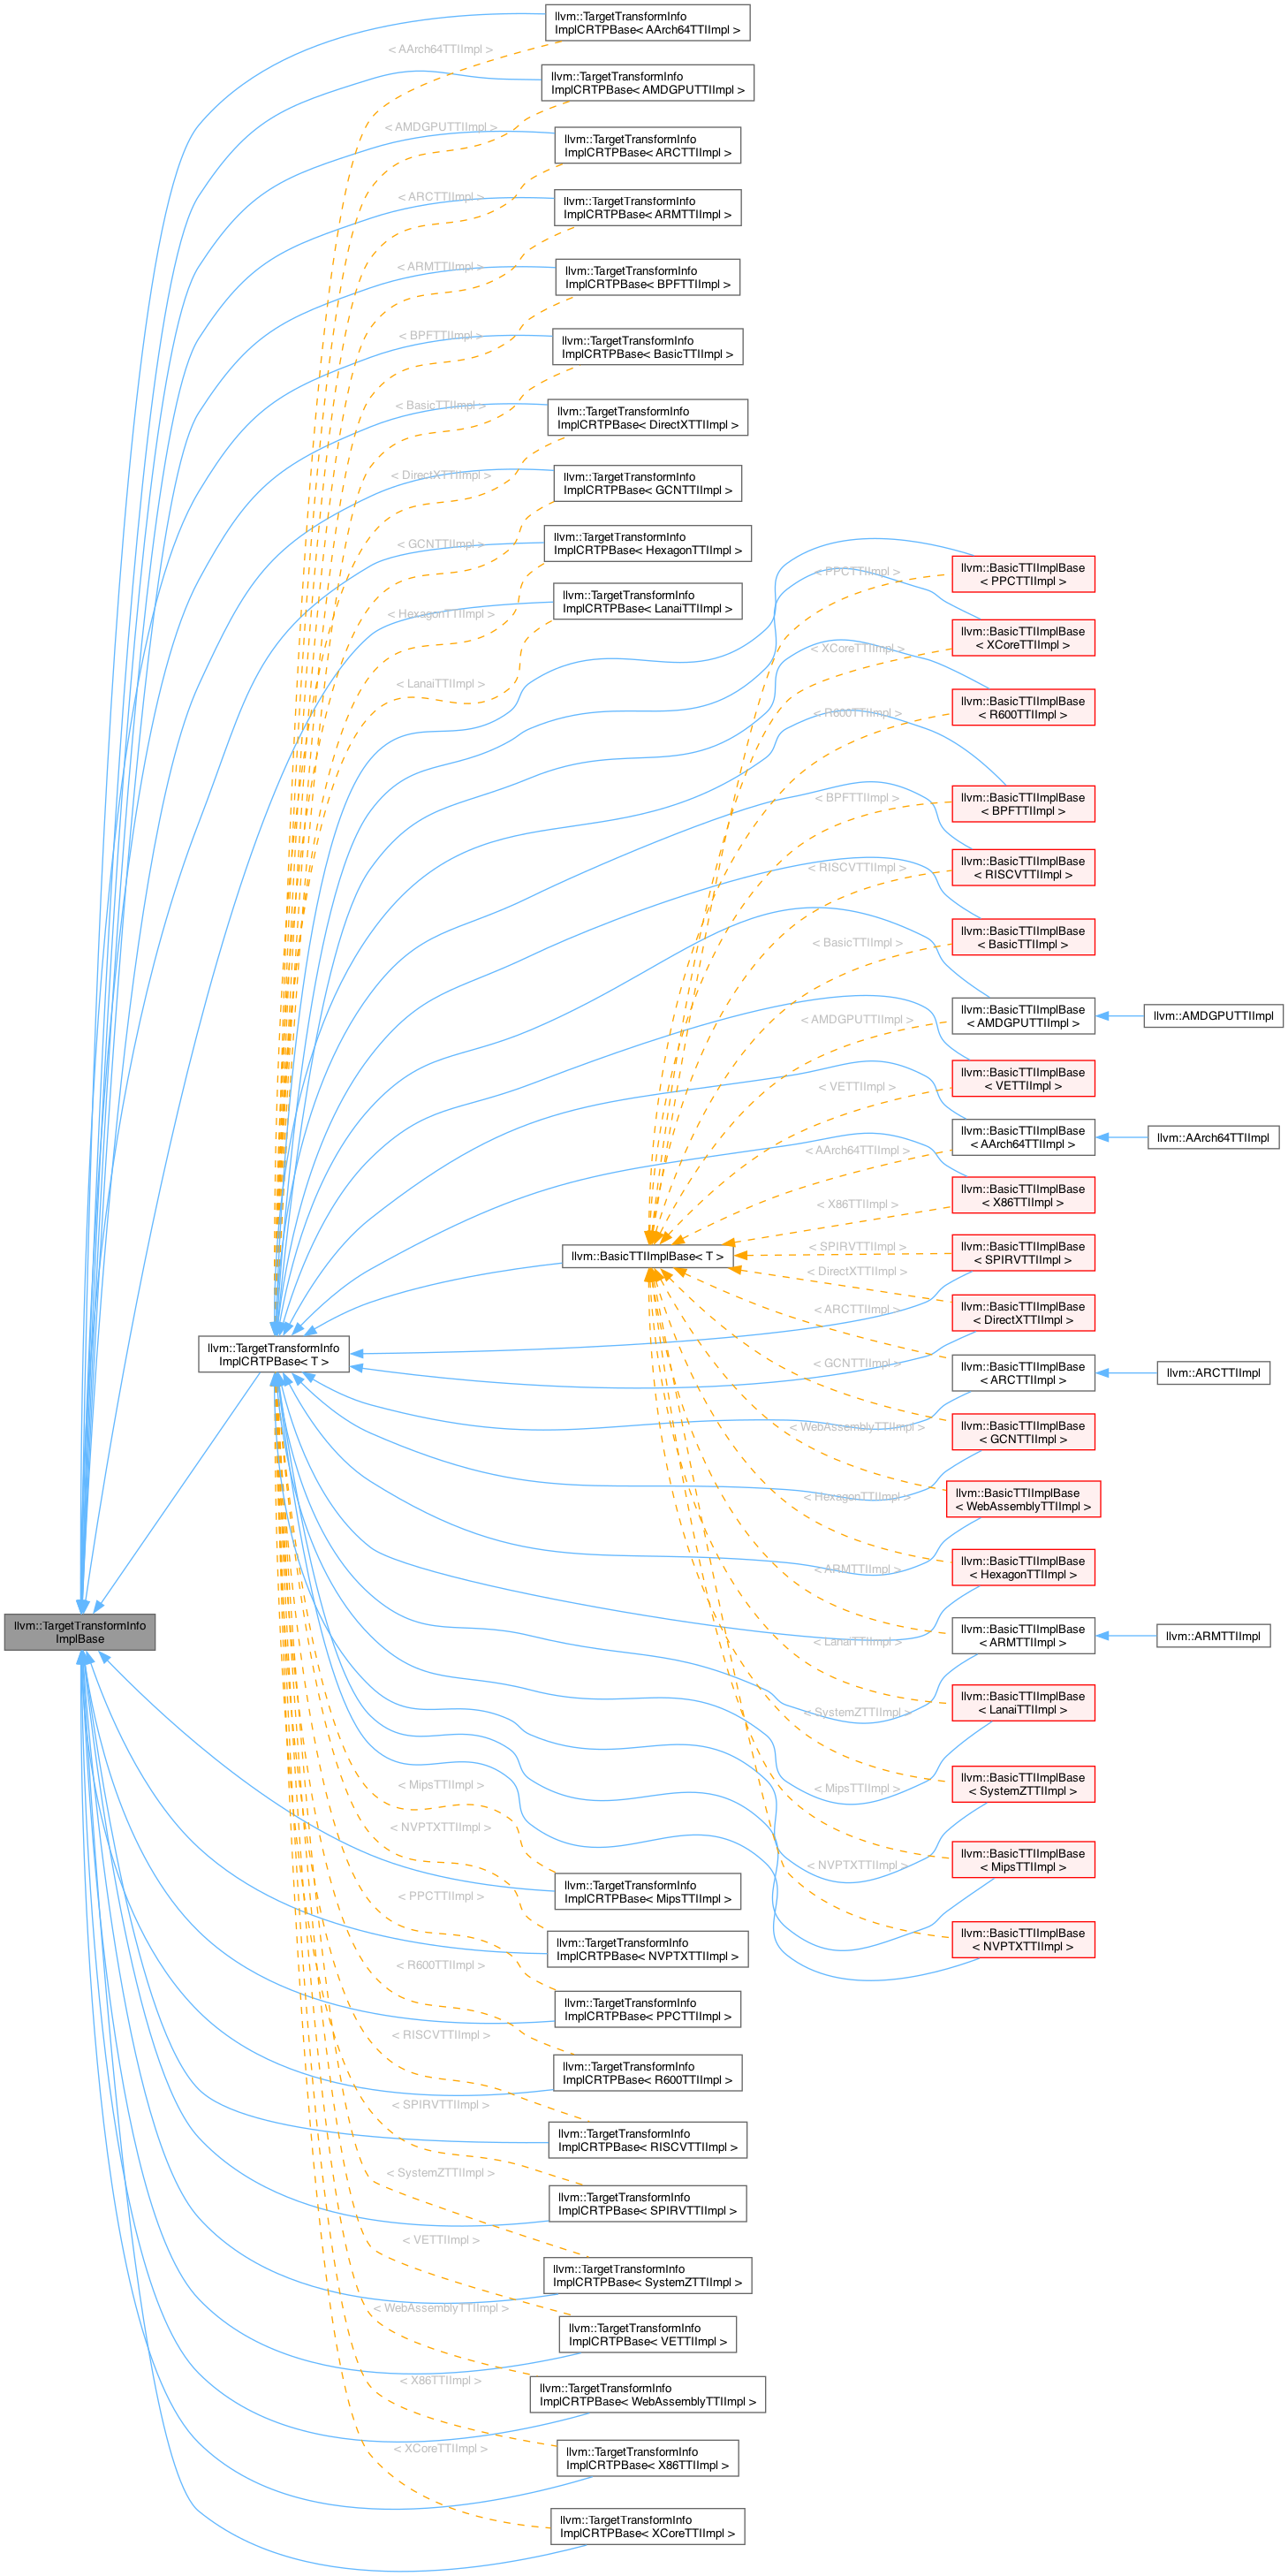 llvm::TargetTransformInfo
ImplCRTPBase< AArch64TTIImpl >
< AArch64TTIImpl >
llvm::TargetTransformInfo
ImplCRTPBase< AMDGPUTTIImpl >
< AMDGPUTTIImpl >
llvm::TargetTransformInfo
ImplCRTPBase< ARCTTIImpl >
< ARCTTIImpl >
llvm::TargetTransformInfo
ImplCRTPBase< ARMTTIImpl >
< ARMTTIImpl >
llvm::TargetTransformInfo
ImplCRTPBase< BPFTTIImpl >
< BPFTTIImpl >
llvm::TargetTransformInfo
ImplCRTPBase< BasicTTIImpl >
< BasicTTIImpl >
llvm::TargetTransformInfo
ImplCRTPBase< DirectXTTIImpl >
< DirectXTTIImpl >
llvm::TargetTransformInfo
ImplCRTPBase< GCNTTIImpl >
< GCNTTIImpl >
llvm::TargetTransformInfo
ImplCRTPBase< HexagonTTIImpl >
< HexagonTTIImpl >
llvm::TargetTransformInfo
ImplCRTPBase< LanaiTTIImpl >
< LanaiTTIImpl >
< PPCTTIImpl >
llvm::BasicTTIImplBase
< PPCTTIImpl >
< XCoreTTIImpl >
llvm::BasicTTIImplBase
< XCoreTTIImpl >
< R600TTIImpl >
llvm::BasicTTIImplBase
< R600TTIImpl >
< BPFTTIImpl >
llvm::BasicTTIImplBase
< BPFTTIImpl >
< RISCVTTIImpl >
llvm::BasicTTIImplBase
< RISCVTTIImpl >
< BasicTTIImpl >
llvm::BasicTTIImplBase
< BasicTTIImpl >
< AMDGPUTTIImpl >
llvm::BasicTTIImplBase
< AMDGPUTTIImpl >
llvm::AMDGPUTTIImpl
< VETTIImpl >
llvm::BasicTTIImplBase
< VETTIImpl >
< AArch64TTIImpl >
llvm::BasicTTIImplBase
< AArch64TTIImpl >
llvm::AArch64TTIImpl
< X86TTIImpl >
llvm::BasicTTIImplBase
< X86TTIImpl >
llvm::BasicTTIImplBase< T >
< SPIRVTTIImpl >
llvm::BasicTTIImplBase
< SPIRVTTIImpl >
< DirectXTTIImpl >
llvm::BasicTTIImplBase
< DirectXTTIImpl >
llvm::TargetTransformInfo
ImplCRTPBase< T >
< ARCTTIImpl >
llvm::BasicTTIImplBase
< ARCTTIImpl >
llvm::ARCTTIImpl
< GCNTTIImpl >
llvm::BasicTTIImplBase
< GCNTTIImpl >
< WebAssemblyTTIImpl >
llvm::BasicTTIImplBase
< WebAssemblyTTIImpl >
< HexagonTTIImpl >
llvm::BasicTTIImplBase
< HexagonTTIImpl >
< ARMTTIImpl >
llvm::BasicTTIImplBase
< ARMTTIImpl >
llvm::ARMTTIImpl
llvm::TargetTransformInfo
ImplBase
< LanaiTTIImpl >
llvm::BasicTTIImplBase
< LanaiTTIImpl >
< SystemZTTIImpl >
llvm::BasicTTIImplBase
< SystemZTTIImpl >
< MipsTTIImpl >
llvm::BasicTTIImplBase
< MipsTTIImpl >
< NVPTXTTIImpl >
llvm::BasicTTIImplBase
< NVPTXTTIImpl >
< MipsTTIImpl >
llvm::TargetTransformInfo
ImplCRTPBase< MipsTTIImpl >
< NVPTXTTIImpl >
llvm::TargetTransformInfo
ImplCRTPBase< NVPTXTTIImpl >
< PPCTTIImpl >
llvm::TargetTransformInfo
ImplCRTPBase< PPCTTIImpl >
< R600TTIImpl >
llvm::TargetTransformInfo
ImplCRTPBase< R600TTIImpl >
< RISCVTTIImpl >
llvm::TargetTransformInfo
ImplCRTPBase< RISCVTTIImpl >
< SPIRVTTIImpl >
llvm::TargetTransformInfo
ImplCRTPBase< SPIRVTTIImpl >
< SystemZTTIImpl >
llvm::TargetTransformInfo
ImplCRTPBase< SystemZTTIImpl >
< VETTIImpl >
llvm::TargetTransformInfo
ImplCRTPBase< VETTIImpl >
< WebAssemblyTTIImpl >
llvm::TargetTransformInfo
ImplCRTPBase< WebAssemblyTTIImpl >
< X86TTIImpl >
llvm::TargetTransformInfo
ImplCRTPBase< X86TTIImpl >
< XCoreTTIImpl >
llvm::TargetTransformInfo
ImplCRTPBase< XCoreTTIImpl >